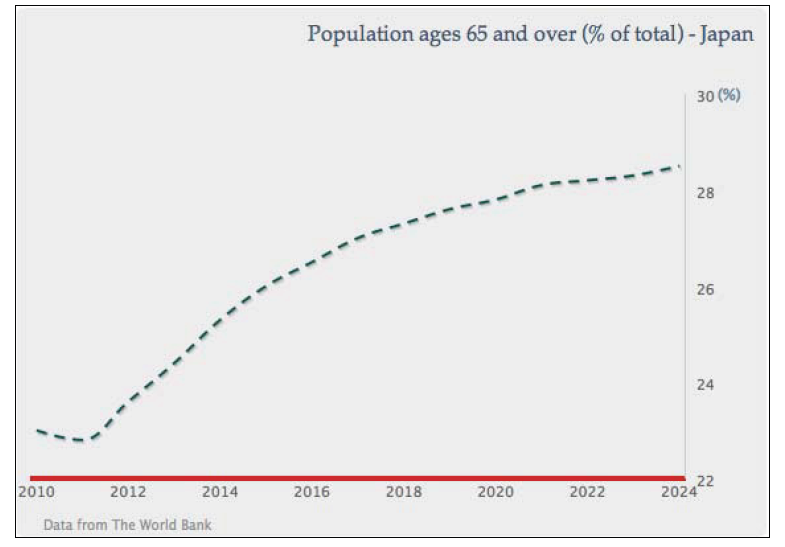 Population ages 65 and over (% of total) - Japan
30 (%)
28
26
24
22
2010 2012 2014 2016 2018 2020 2022 2024
Data from The World Bank